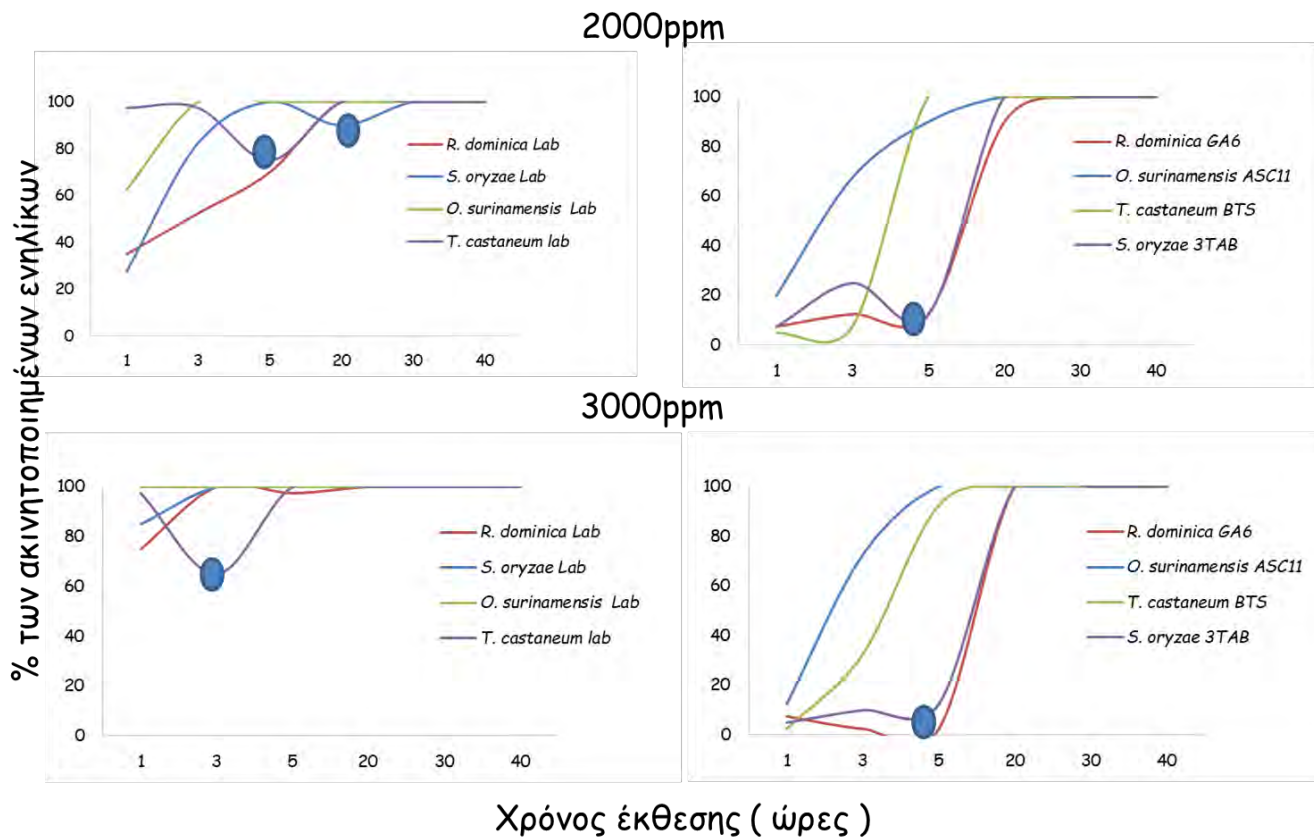 2000ppm
% των ακινητοποιημένων ενηλίκων
100
80
60
40
20
0
1 3 5 20 30 40
R. dominica Lab
S. oryzae Lab
O. surinamensis Lab
T. castaneum lab
100
80
60
40
20
0
1 3 5 20 30 40
R. dominica GA6
O. surinamensis ASC11
T. castaneum BTS
S. oryzae 3TAB
3000ppm
100
80
60
40
20
0
1 3 5 20 30 40
R. dominica Lab
S. oryzae Lab
O. surinamensis Lab
T. castaneum lab
100
80
60
40
20
0
1 3 5 20 30 40
R. dominica GA6
O. surinamensis ASC11
T. castaneum BTS
S. oryzae 3TAB
Χρόνος έκθεσης ( ώρες )